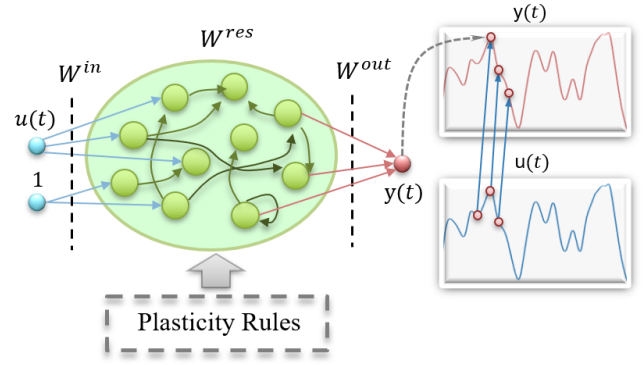 W^{res}
W^{in}
W^{out}
u(t)
1
y(t)
Plasticity Rules
y(t)
u(t)